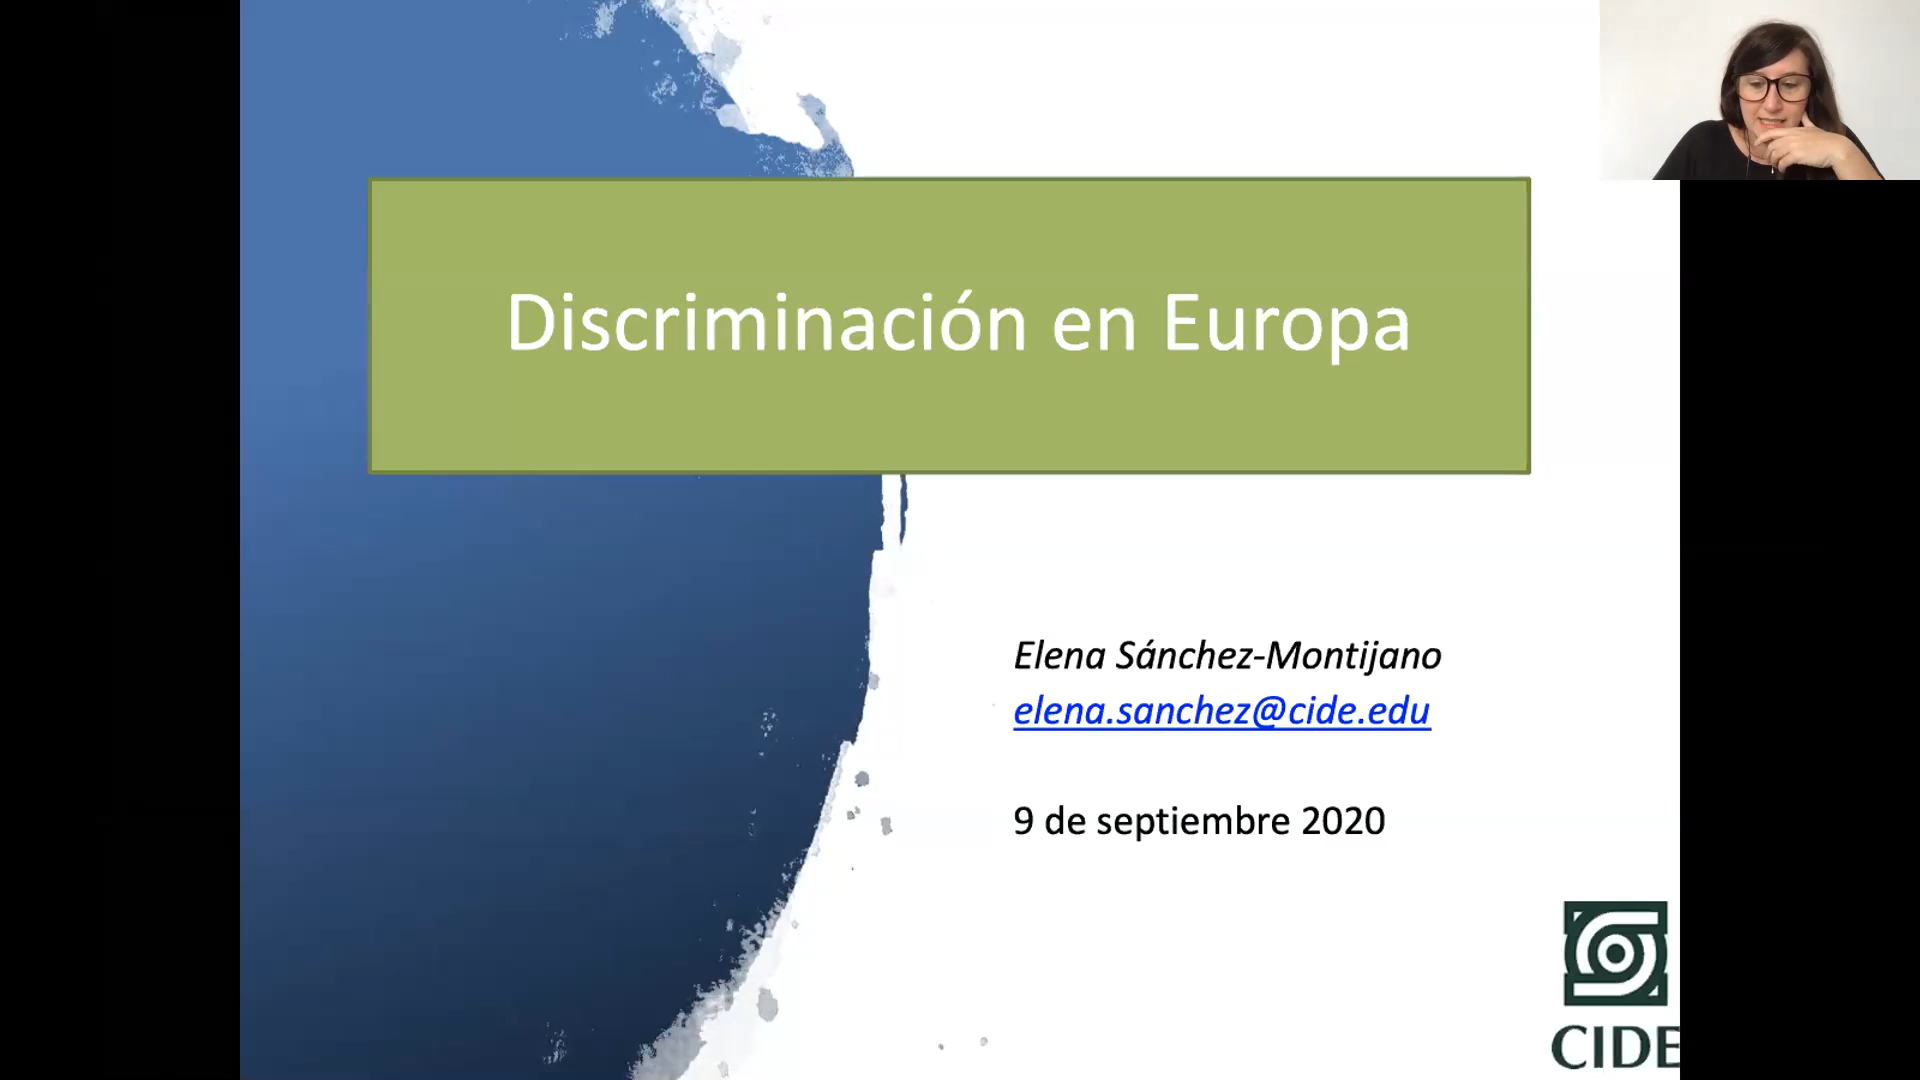 Discriminación en Europa
Elena Sánchez-Montijano
elena.sanchez@cide.edu
9 de septiembre 2020
CIDE